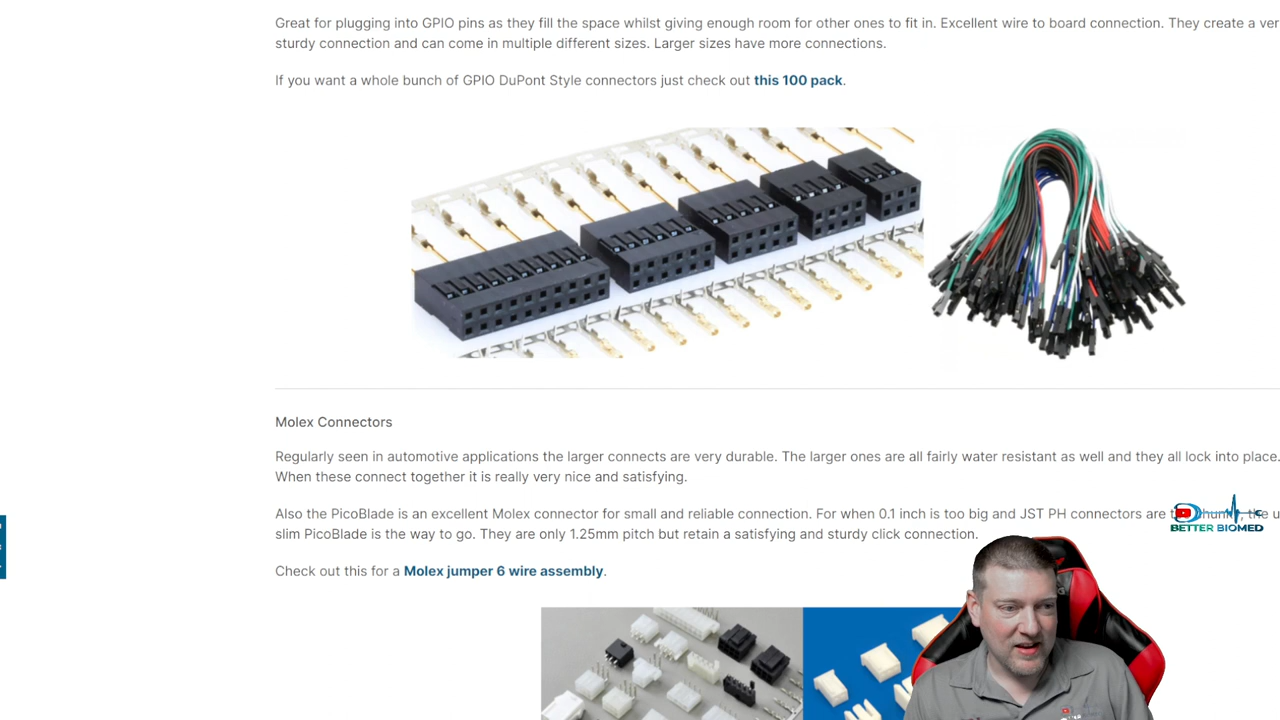 Great for plugging into GPIO pins as they fill the space whilst giving enough room for other ones to fit in. Excellent wire to board connection. They create a ver
sturdy connection and can come in multiple different sizes. Larger sizes have more connections.
If you want a whole bunch of GPIO DuPont Style connectors just check out this 100 pack.
Molex Connectors
Regularly seen in automotive applications the larger connects are very durable. The larger ones are all fairly water resistant as well and they all lock into place.
When these connect together it is really very nice and satisfying.
Also the PicoBlade is an excellent Molex connector for small and reliable connection. For when 0.1 inch is too big and JST PH connectors are the u
slim PicoBlade is the way to go. They are only 1.25mm pitch but retain a satisfying and sturdy click connection.
BETTER BIOMED
Check out this for a Molex jumper 6 wire assembly.